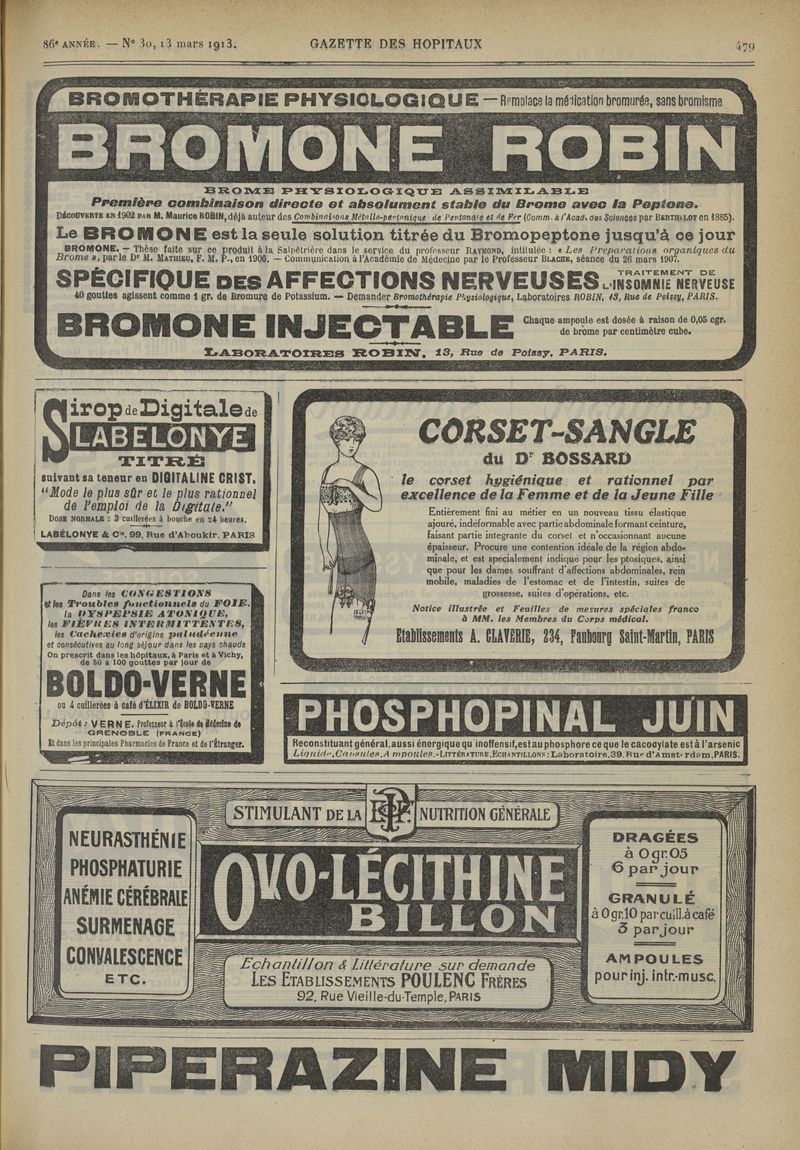 86e ANNÉE. — N° 30, 13 mars 1913.
GAZETTE DES HOPITAUX
479
BROMOTHÉRAPIE PHYSIOLOGIQUE — Remplace la médication bromurée, sans bromisme
BROMONE ROBIN
BROME PHYSIOLOGIQUE ASSIMILABLE
Première combinaison directe et absolument stable du Brome avec la Peptone.
DÉCOUVERTE EN 1902 PAR M. Maurice ROBIN, déjà auteur des Combinaisons Métallo-peptonique de Peptone et de Fer (Comm. à l'Acad. des Sciences par BERTHELOT en 1885).
Le BROMONE est la seule solution titrée du Bromopeptone jusqu'à ce jour
BROMONE. — Thèse faite sur ce produit à la Salpêtrière dans le service du professeur RAYMOND, intitulée : « Les Préparations organiques du
Brome », par le Dr M. MATHIEU, F. M. P., en 1906. — Communication à l'Académie de Médecine par le Professeur BLACHE, séance du 26 mars 1907.
SPÉCIFIQUE DES AFFECTIONS NERVEUSES TRAITEMENT DE L'INSOMNIE NERVEUSE
40 gouttes agissent comme 1 gr. de Bromure de Potassium. — Demander Bromothérapie Physiologique, Laboratoires ROBIN, 13, Rue de Poissy, PARIS.
BROMONE INJECTABLE
Chaque ampoule est dosée à raison de 0,05 cgr.
de brome par centimètre cube.
LABORATOIRES ROBIN, 13, Rue de Poissy, PARIS.
Sirop de Digitale de
LABELONYE
TITRÉ
suivant sa teneur en DIGITALINE CRIST.
"Mode le plus sûr et le plus rationnel
de l'emploi de la Digitale."
DOSE NORMALE : 3 cuillerées à bouche en 24 heures.
LABÉLONYE & Cie, 99, Rue d'Aboukir, PARIS
Dans les CONGESTIONS
et les Troubles fonctionnels du FOIE,
la DYSPEPSIE ATONIQUE,
les FIÈVRES INTERMITTENTES,
les Cachexies d'origine paludéenne
et consécutives au long séjour dans les pays chauds
On prescrit dans les hôpitaux, à Paris et à Vichy,
de 50 à 100 gouttes par jour de
BOLDO-VERNE
ou 4 cuillerées à café d'ÉLIXIR de BOLDO-VERNE
Dépôt : VERNE, Professeur à l'École de Médecine de
GRENOBLE (FRANCE)
Et dans les principales Pharmacies de France et de l'Étranger.
CORSET-SANGLE
du Dr BOSSARD
le corset hygiénique et rationnel par
excellence de la Femme et de la Jeune Fille
Entièrement fini au métier en un nouveau tissu élastique
ajouré, indéformable avec partie abdominale formant ceinture,
faisant partie integrante du corset et n'occasionnant aucune
épaisseur. Procure une contention idéale de la région abdo-
minale, et est specialement indiqué pour les ptosiques, ainsi
que pour les dames souffrant d'affections abdominales, rein
mobile, maladies de l'estomac et de l'intestin, suites de
grossesse, suites d'opérations, etc.
Notice illustrée et Feuilles de mesures spéciales franco
à MM. les Membres du Corps médical.
Etablissements A. CLAVERIE, 234, Faubourg Saint-Martin, PARIS
PHOSPHOPINAL JUIN
Reconstituant général, aussi énergique qu'inoffensif, est au phosphore ce que le cacodylate est à l'arsenic
Liquide, Capsules, Ampoules. - LITTÉRATURE, ECHANTILLONS : Laboratoire, 39, Rue d'Amsterdam, PARIS.
STIMULANT DE LA NUTRITION GÉNÉRALE
NEURASTHÉNIE
PHOSPHATURIE
ANÉMIE CÉRÉBRALE
SURMENAGE
CONVALESCENCE
ETC.
OVO-LÉCITHINE
BILLON
Echantillon & Littérature sur demande
LES ETABLISSEMENTS POULENC FRÈRES
92, Rue Vieille-du-Temple, PARIS
DRAGÉES
à 0gr.05
6 par jour
GRANULÉ
à 0gr.10 par cuill. à café
3 par jour
AMPOULES
pour inj. intr.-musc.
PIPERAZINE MIDY